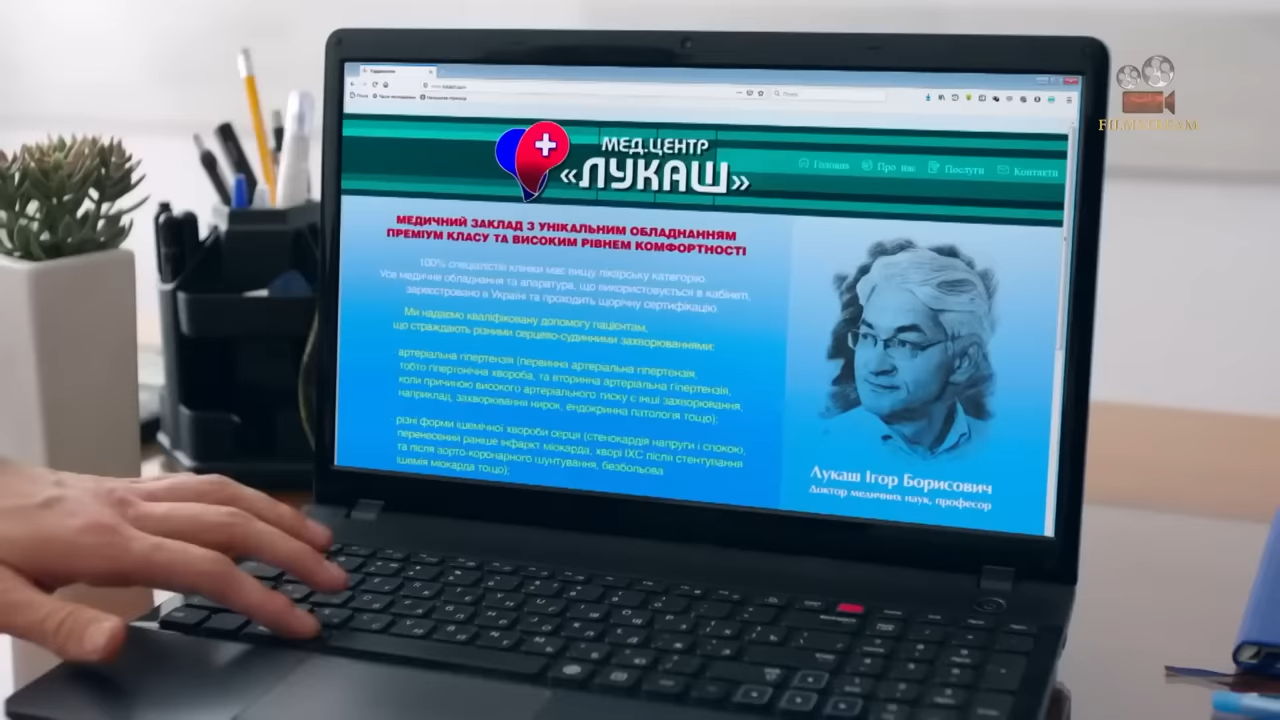 FILMSTREAM
МЕД.ЦЕНТР
«ЛУКАШ»
Головна Про нас Послуги Контакти
МЕДИЧНИЙ ЗАКЛАД З УНІКАЛЬНИМ ОБЛАДНАННЯМ
ПРЕМІУМ КЛАСУ ТА ВИСОКИМ РІВНЕМ КОМФОРТНОСТІ
100% спеціалістів клініки має вищу лікарську категорію.
Усе медичне обладнання та апаратура, що використовується в кабінеті,
зареєстровано в Україні та проходить щорічну сертифікацію.
Ми надаємо кваліфіковану допомогу пацієнтам,
що страждають різними серцево-судинними захворюваннями:
артеріальна гіпертензія (первинна артеріальна гіпертензія,
тобто гіпертонічна хвороба, та вторинна артеріальна гіпертензія,
коли причиною високого артеріального тиску є інші захворювання,
наприклад, захворювання нирок, ендокринна патологія тощо);
різні форми ішемічної хвороби серця (стенокардія напруги і спокою,
перенесений раніше інфаркт міокарда, хворі ІХС після стентування
та після аорто-коронарного шунтування, безбольова
ішемія міокарда тощо);
Лукаш Ігор Борисович
Доктор медичних наук, професор